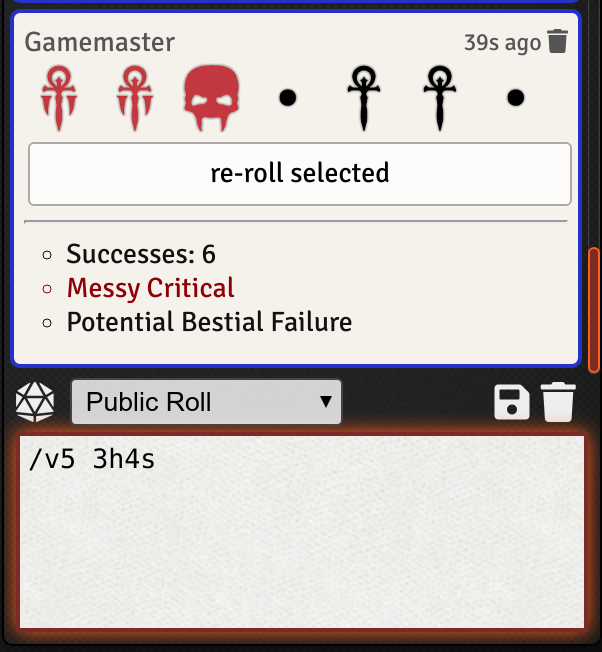 Gamemaster 39s ago
re-roll selected
Successes: 6
Messy Critical
Potential Bestial Failure
Public Roll
/v5 3h4s